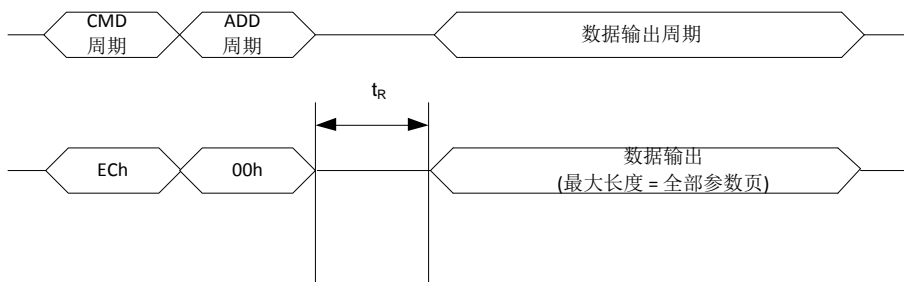 CMD
周期
ADD
周期
数据输出周期
tR
ECh
00h
数据输出
(最大长度 = 全部参数页)